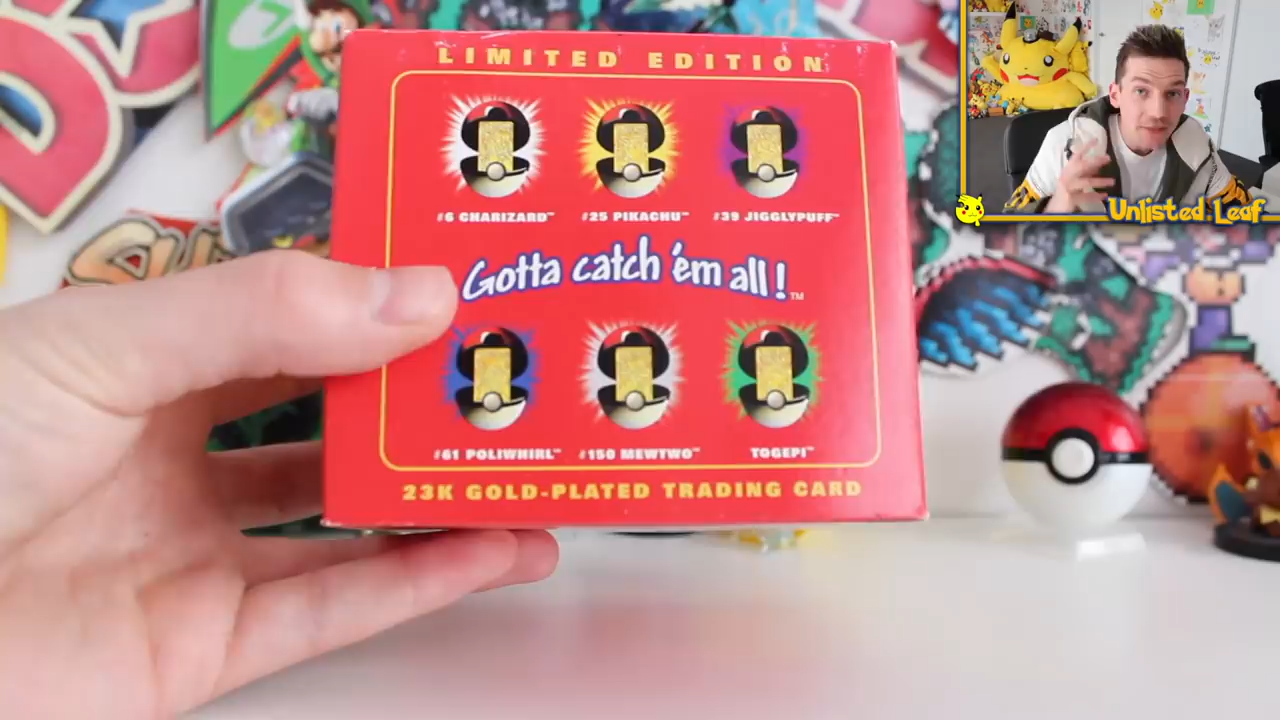 LIMITED EDITION
#6 CHARIZARD™ #25 PIKACHU™ #39 JIGGLYPUFF™
Gotta catch 'em all!™
#61 POLIWHIRL™ #150 MEWTWO™ TOGEPI™
23K GOLD-PLATED TRADING CARD
Unlisted Leaf